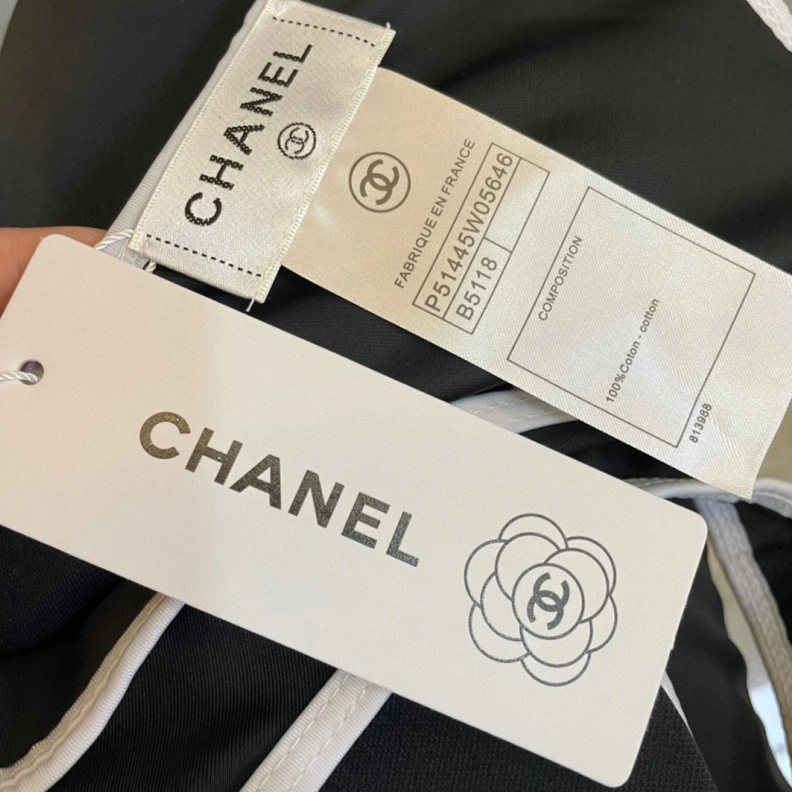 CHANEL
FABRIQUE EN FRANCE
P51445W05646
B5118
COMPOSITION
100%Coton - cotton
813988
CHANEL